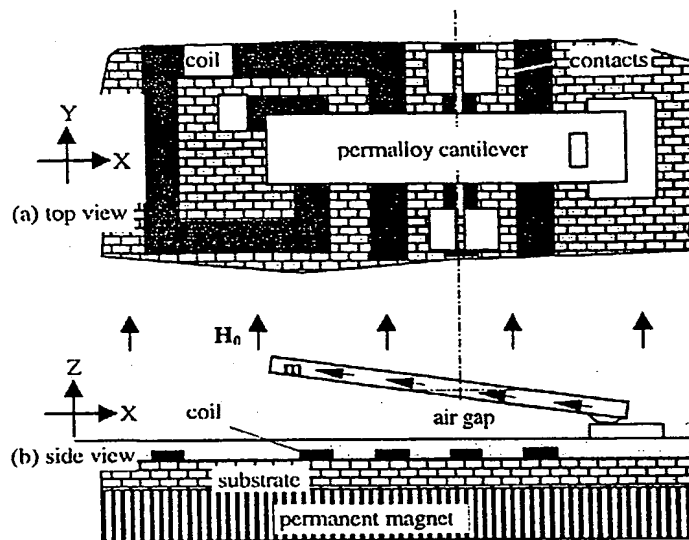 coil
contacts
Y
X
permalloy cantilever
(a) top view
H₀
Z
m
X
coil
air gap
(b) side view
substrate
permanent magnet